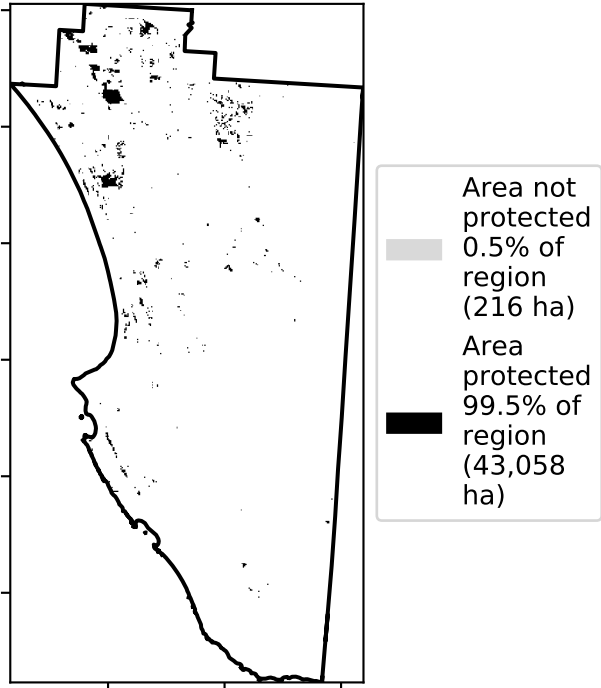 Area not
protected
0.5% of
region
(216 ha)
Area
protected
99.5% of
region
(43,058
ha)